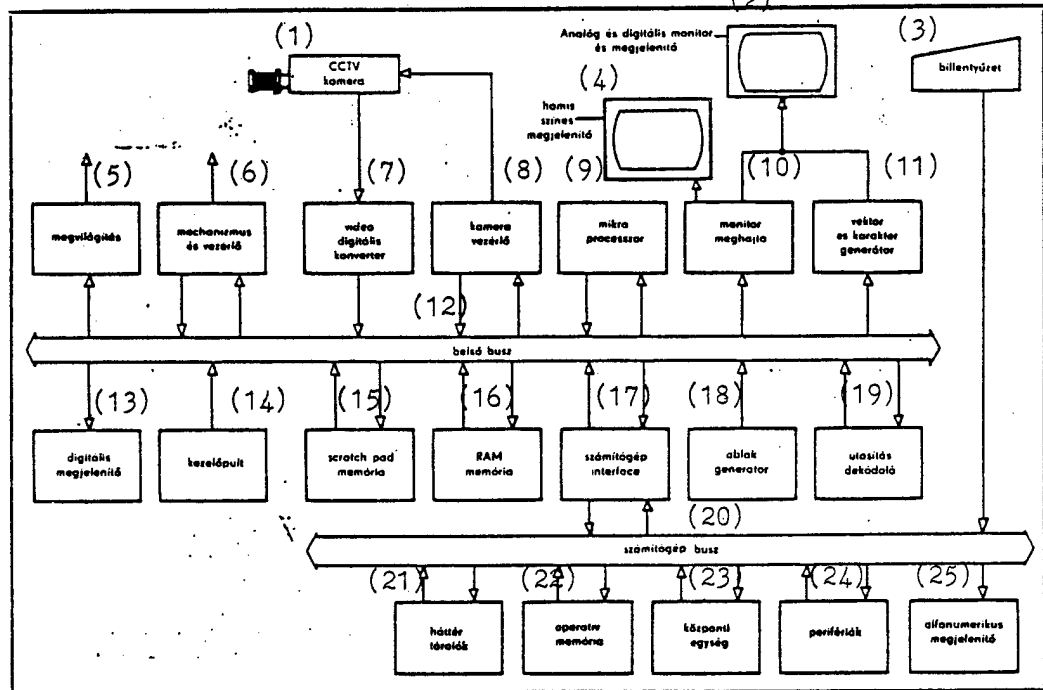 (2)
(1)
Analóg és digitális monitor
és megjelenítő
(3)
CCTV
kamera
billentyűzet
(4)
hamis
színes
megjelenítő
(5)
(6)
(7)
(8)
(9)
(10)
(11)
megvilágítás
mechanizmus
és vezérlő
video
digitális
konverter
kamera
vezérlő
mikro
processzor
monitor
meghajtó
vektor
és karakter
generátor
(12)
belső busz
(13)
(14)
(15)
(16)
(17)
(18)
(19)
digitális
megjelenítő
kezelőpult
scratch pad
memória
RAM
memória
számítógép
interface
ablak
generator
utasítás
dekódoló
(20)
számítógép busz
(21)
(22)
(23)
(24)
(25)
háttér
tárolók
operatív
memória
központi
egység
perifériák
alfanumerikus
megjelenítő